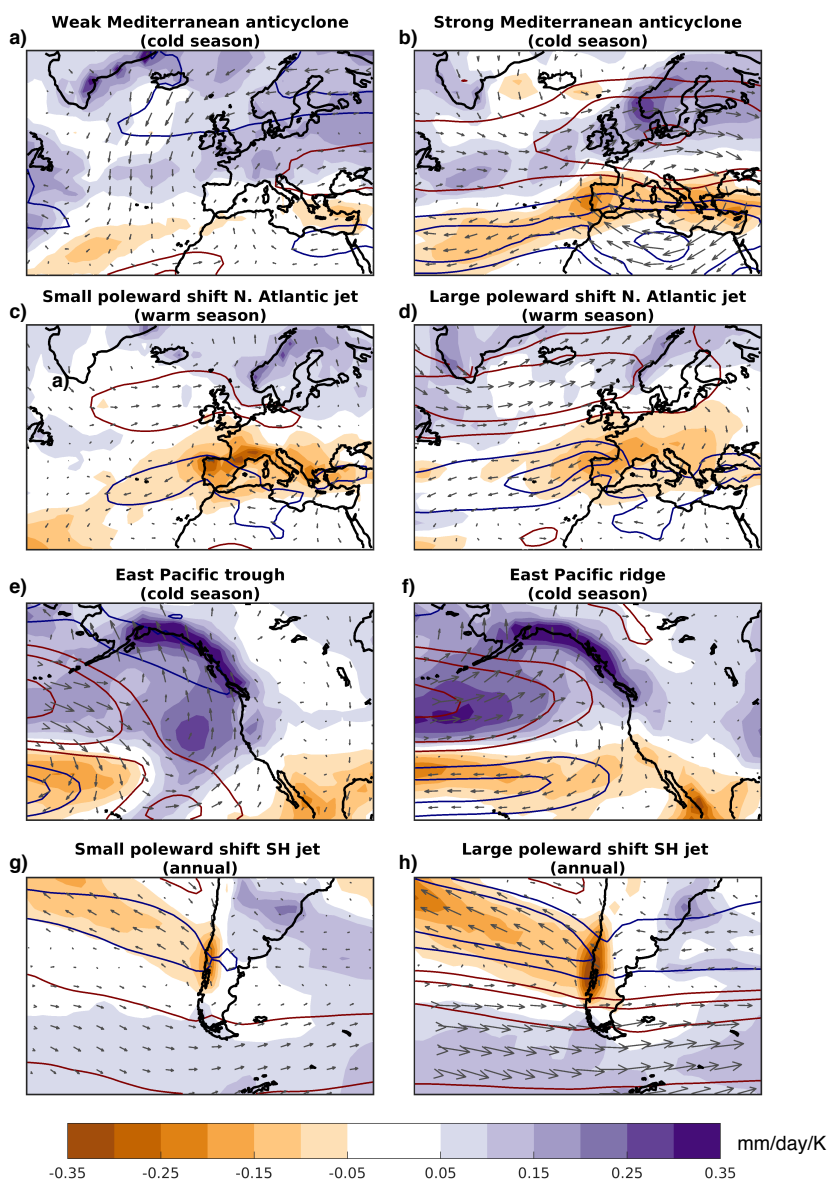 Weak Mediterranean anticyclone
(cold season)
a)
Strong Mediterranean anticyclone
(cold season)
b)
Small poleward shift N. Atlantic jet
(warm season)
c)
a)
Large poleward shift N. Atlantic jet
(warm season)
d)
East Pacific trough
(cold season)
e)
East Pacific ridge
(cold season)
f)
Small poleward shift SH jet
(annual)
g)
Large poleward shift SH jet
(annual)
h)
mm/day/K
-0.35 -0.25 -0.15 -0.05 0.05 0.15 0.25 0.35